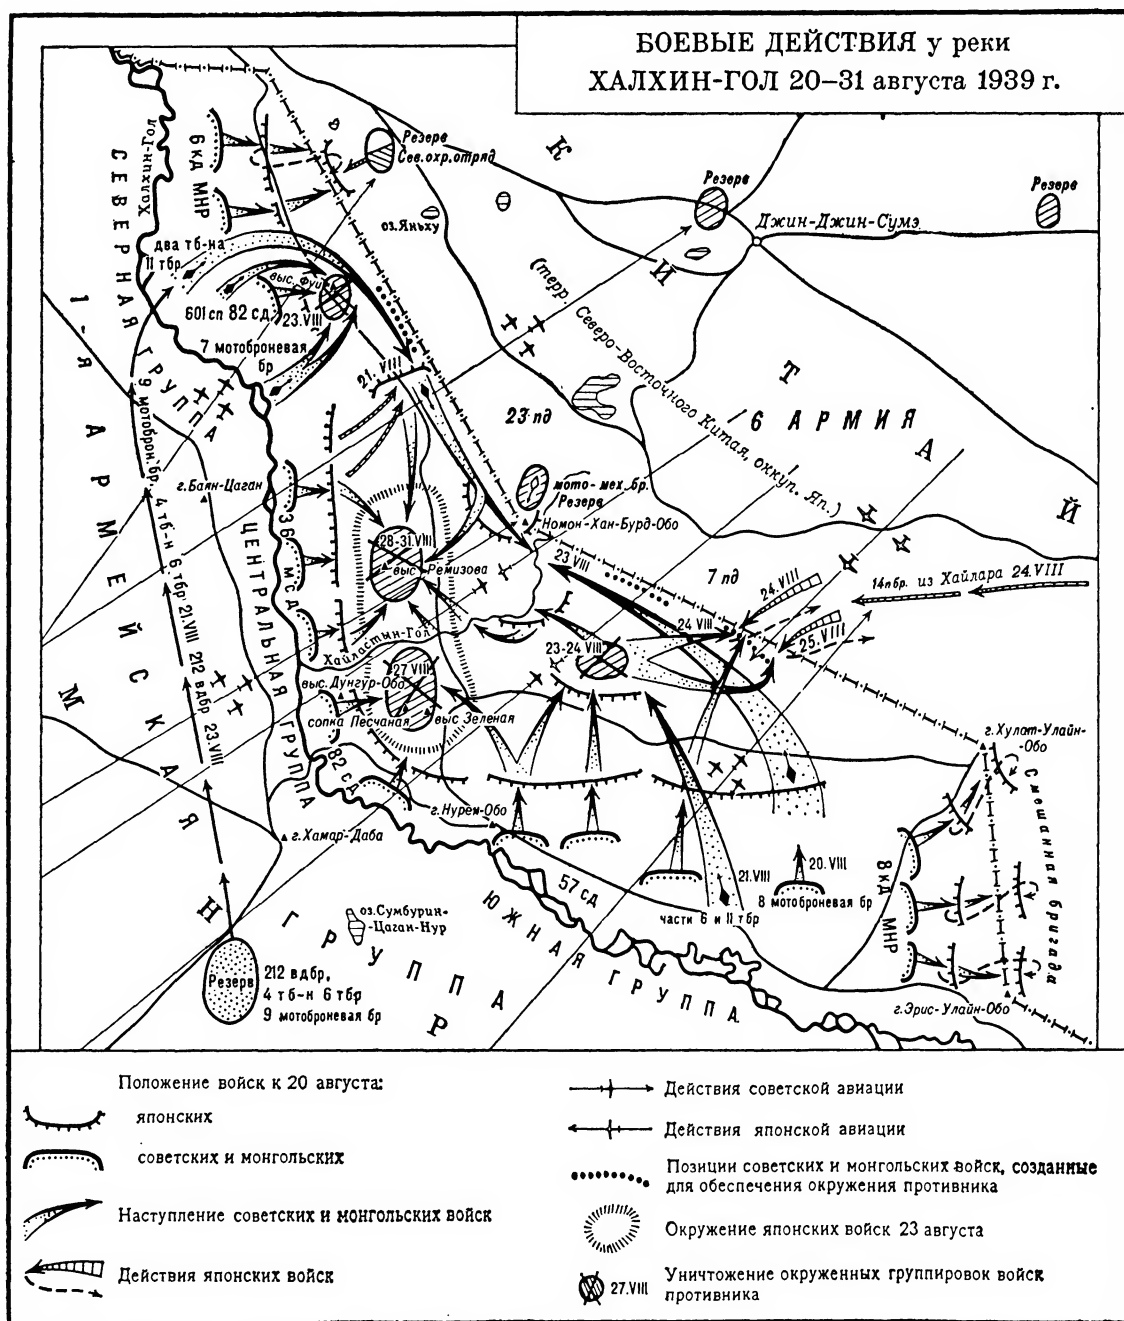 БОЕВЫЕ ДЕЙСТВИЯ у реки
ХАЛХИН-ГОЛ 20–31 августа 1939 г.
К И Т А Й
(терр. Северо-Восточного Китая, оккуп. Яп.)
6 АРМИЯ
Резерв
Сев.охр.отряд
Резерв
Резерв
Джин-Джин-Сумэ
оз.Яньху
Халхин-Гол
6 кд МНР
СЕВЕРНАЯ ГРУППА
два тб-на
11 тбр
выс. Фуи
601 сп 82 сд.
23.VIII
7 мотоброневая
бр
21. VIII
23 пд
1-я АРМЕЙСКАЯ ГРУППА
9 мотоброн. бр. 4 тб-н 6 тбр 21.VIII 212 вдбр 23.VIII
г.Баян-Цаган
ЦЕНТРАЛЬНАЯ ГРУППА
36 мсд
28-31.VIII
выс Ремизова
мото-мех. бр.
Резерв
Номон-Хан-Бурд-Обо
23 VIII
7 пд
24. VIII
14пбр. из Хайлара 24.VIII
24 VIII
25. VIII
23-24 VIII
Хайластын-Гол
27 VIII
выс. Дунгур-Обо
сопка Песчаная
выс Зеленая
82 сд
г.Нурен-Обо
г.Хамар-Даба
г.Хулат-Улайн-
-Обо
Смешанная бригада
8 кд МНР
20.VIII
8 мотоброневая бр
21.VIII
части 6 и 11 тбр
57 сд
ЮЖНАЯ ГРУППА
оз.Сумбурин-
-Цаган-Нур
М Н Р
г.Эрис-Улайн-Обо
Резерв
212 вдбр,
4 тб-н 6 тбр
9 мотоброневая бр
Положение войск к 20 августа:
японских
советских и монгольских
Наступление советских и монгольских войск
Действия японских войск
Действия советской авиации
Действия японской авиации
Позиции советских и монгольских войск, созданные
для обеспечения окружения противника
Окружение японских войск 23 августа
27.VIII
Уничтожение окруженных группировок войск
противника